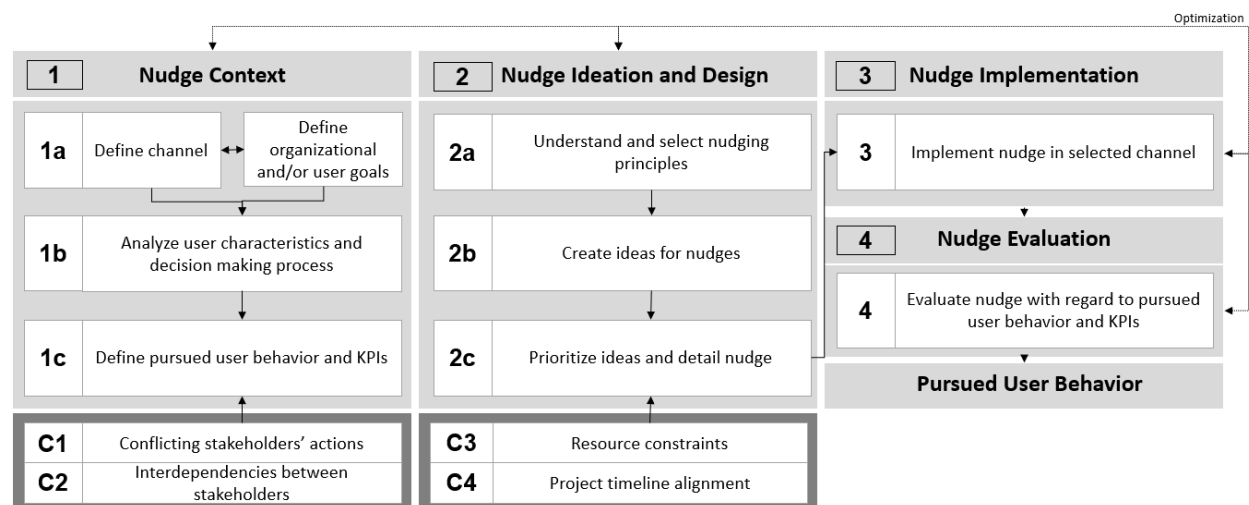 Optimization
1 Nudge Context
1a Define channel
Define
organizational
and/or user goals
1b Analyze user characteristics and
decision making process
1c Define pursued user behavior and KPIs
C1 Conflicting stakeholders’ actions
C2 Interdependencies between
stakeholders
2 Nudge Ideation and Design
2a Understand and select nudging
principles
2b Create ideas for nudges
2c Prioritize ideas and detail nudge
C3 Resource constraints
C4 Project timeline alignment
3 Nudge Implementation
3 Implement nudge in selected channel
4 Nudge Evaluation
4 Evaluate nudge with regard to pursued
user behavior and KPIs
Pursued User Behavior